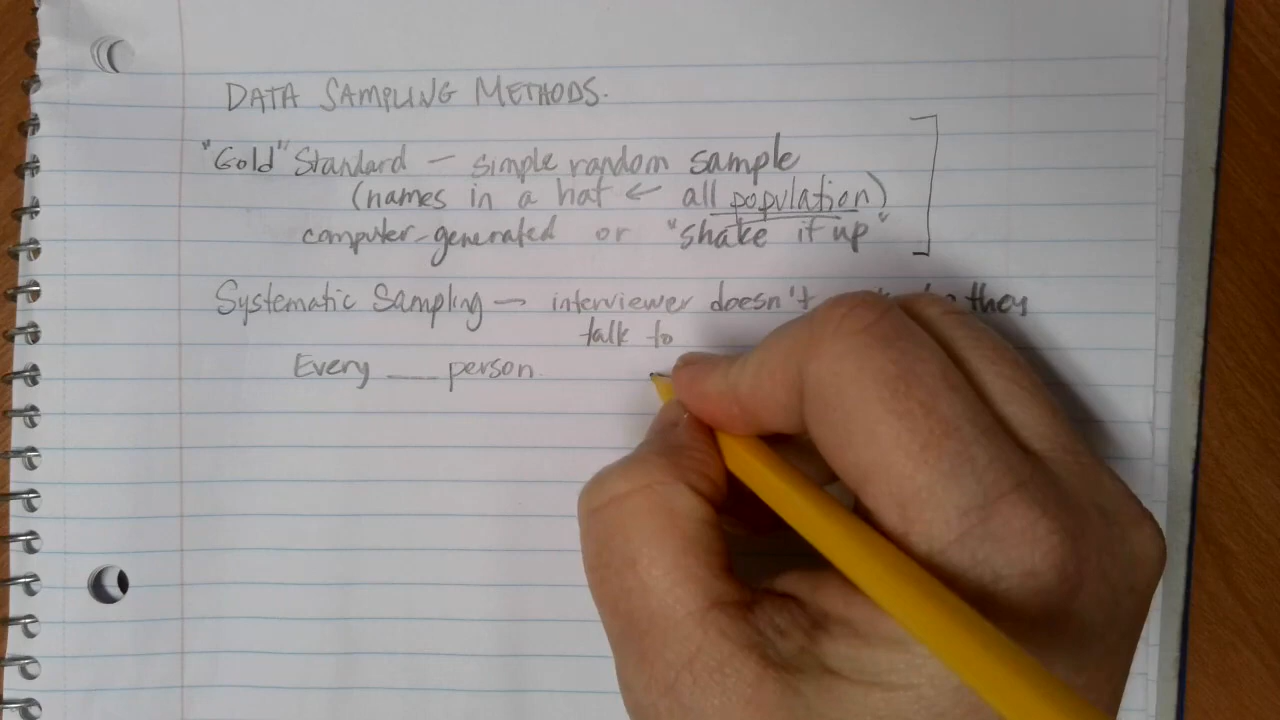 DATA SAMPLING METHODS.
"Gold" Standard – simple random sample
(names in a hat ← all population)
computer-generated or "shake it up"
Systematic Sampling → interviewer doesn't they
talk to
Every ___ person.